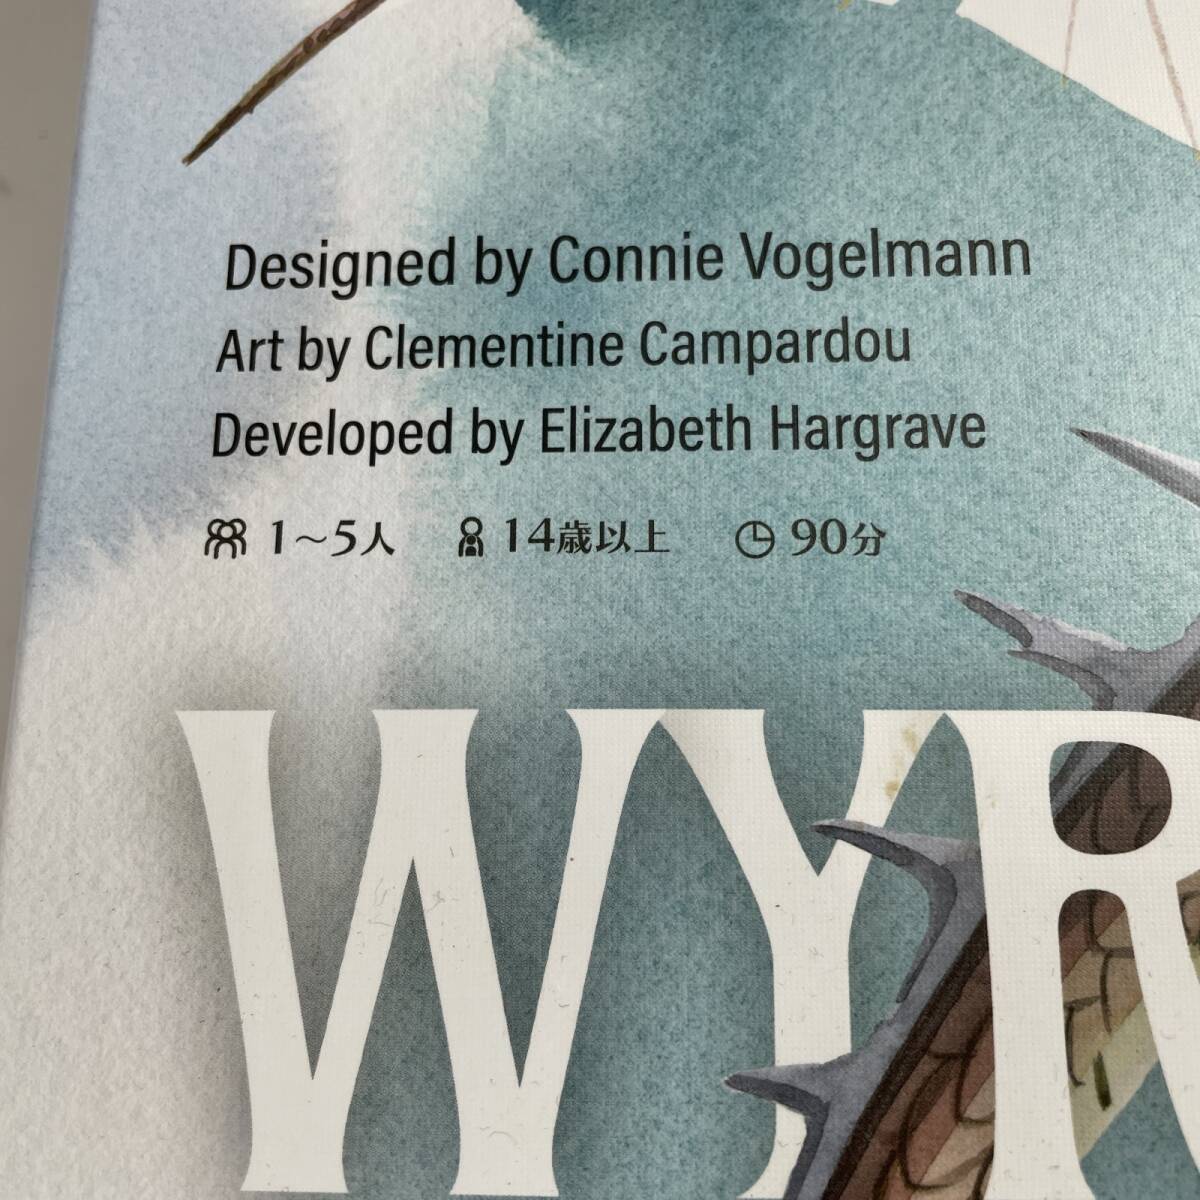 Designed by Connie Vogelmann
Art by Clementine Campardou
Developed by Elizabeth Hargrave
1～5人 14歳以上 90分
WYR